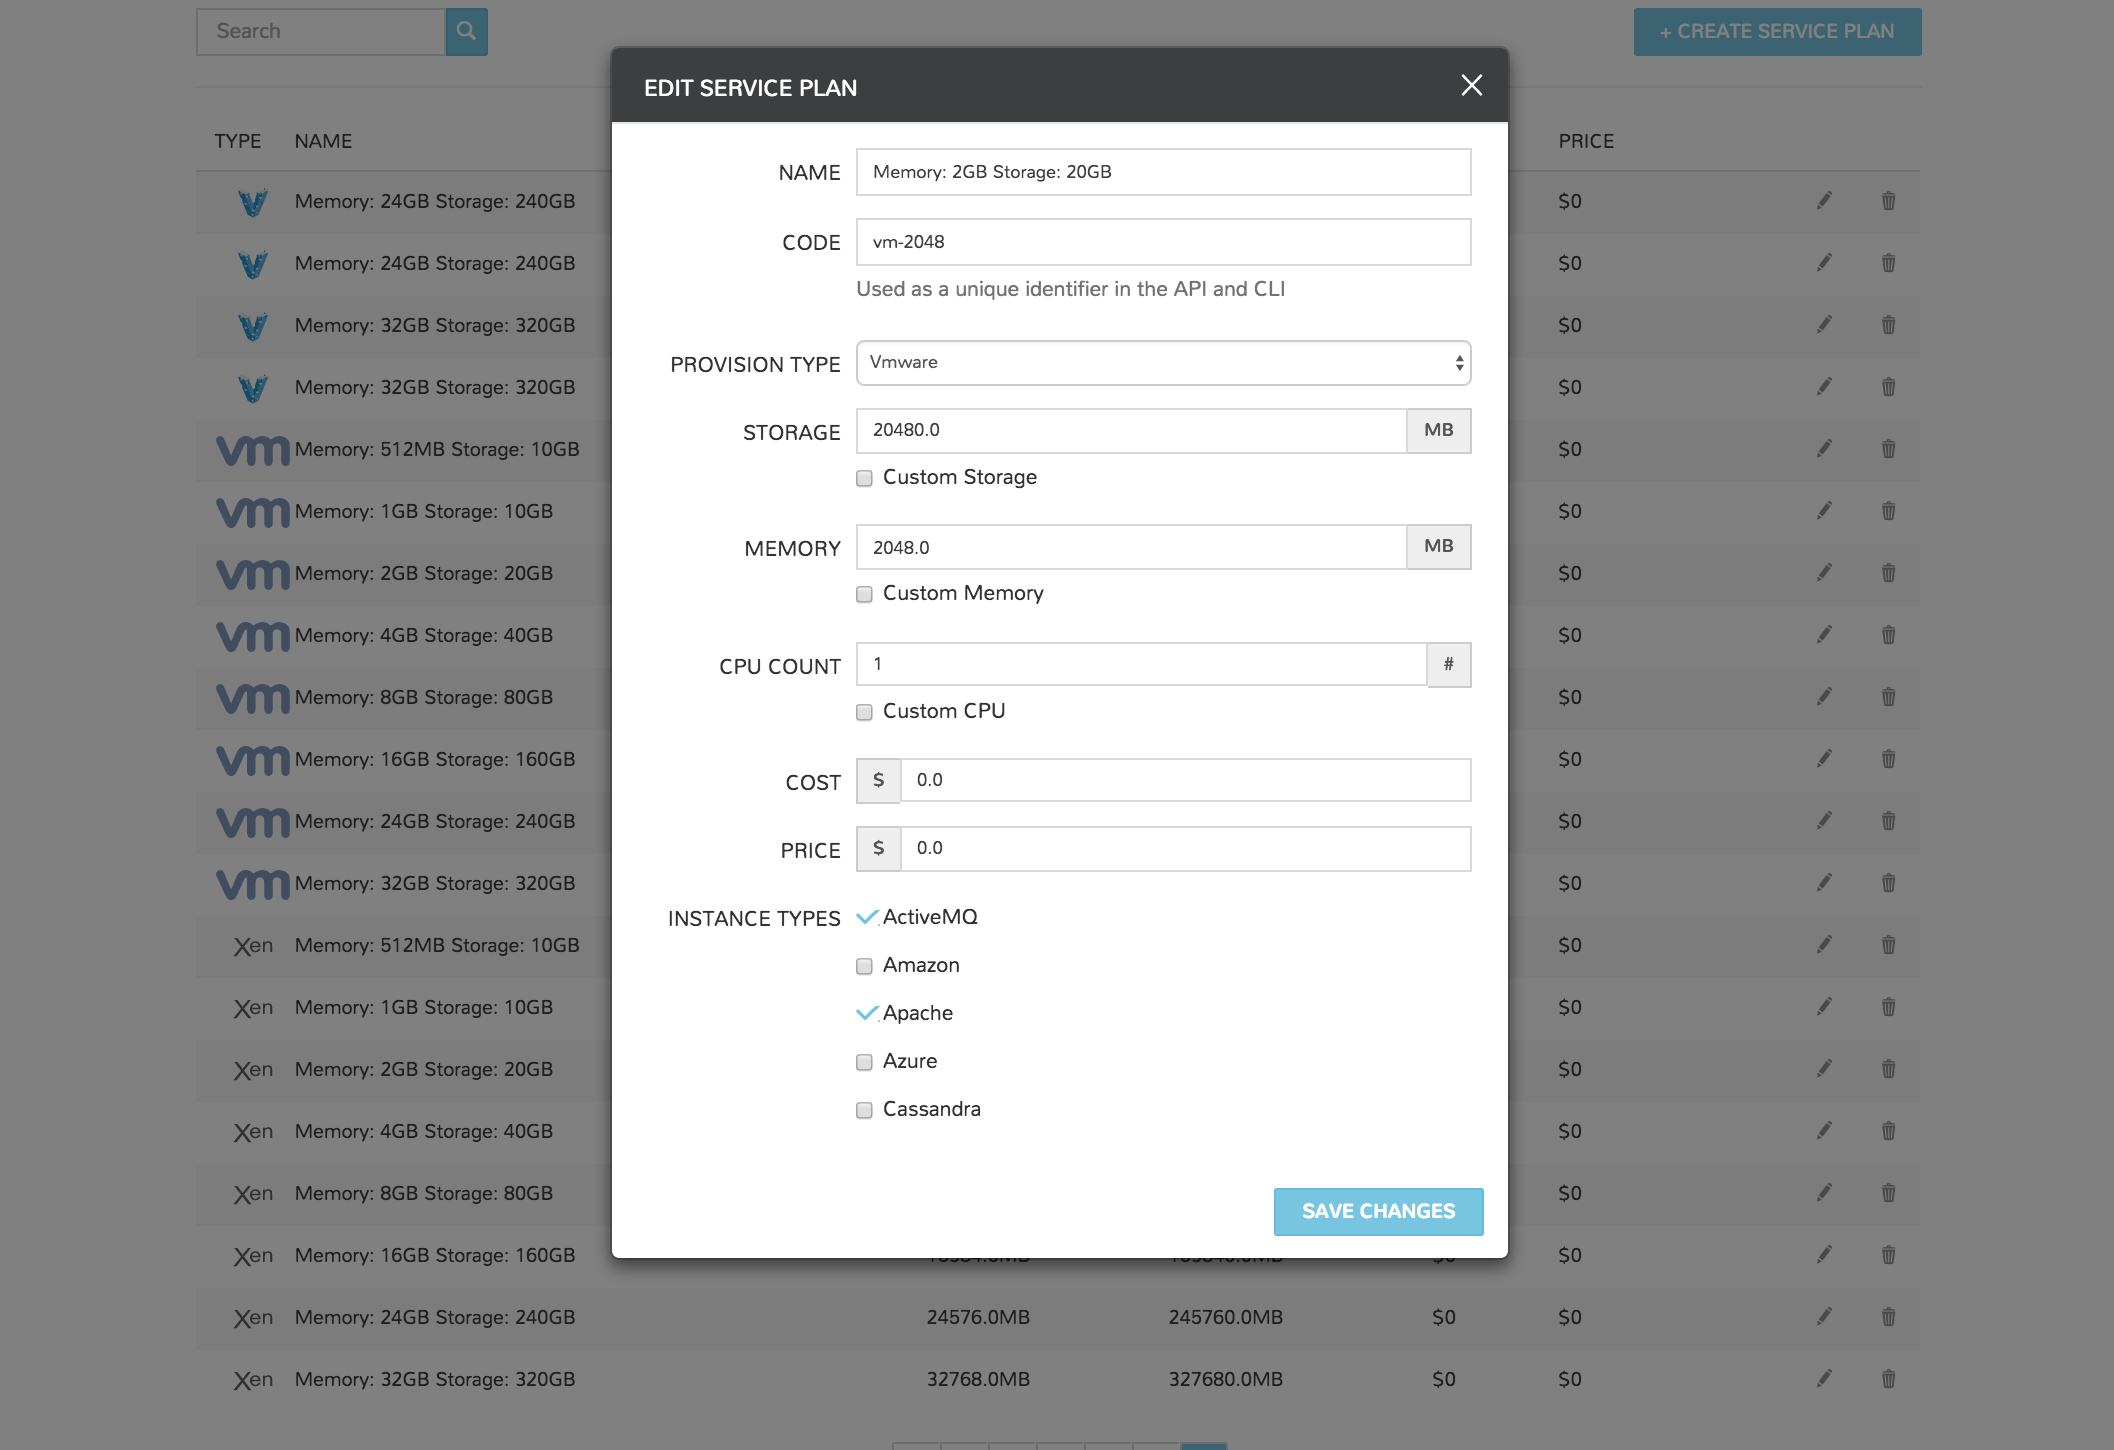 Search
+ CREATE SERVICE PLAN
EDIT SERVICE PLAN
TYPE NAME PRICE
NAME Memory: 2GB Storage: 20GB
CODE vm-2048
Used as a unique identifier in the API and CLI
PROVISION TYPE Vmware
STORAGE 20480.0 MB
Custom Storage
MEMORY 2048.0 MB
Custom Memory
CPU COUNT 1 #
Custom CPU
COST $ 0.0
PRICE $ 0.0
INSTANCE TYPES ActiveMQ
Amazon
Apache
Azure
Cassandra
SAVE CHANGES
Memory: 24GB Storage: 240GB $0
Memory: 24GB Storage: 240GB $0
Memory: 32GB Storage: 320GB $0
Memory: 32GB Storage: 320GB $0
vm Memory: 512MB Storage: 10GB $0
vm Memory: 1GB Storage: 10GB $0
vm Memory: 2GB Storage: 20GB $0
vm Memory: 4GB Storage: 40GB $0
vm Memory: 8GB Storage: 80GB $0
vm Memory: 16GB Storage: 160GB $0
vm Memory: 24GB Storage: 240GB $0
vm Memory: 32GB Storage: 320GB $0
Xen Memory: 512MB Storage: 10GB $0
Xen Memory: 1GB Storage: 10GB $0
Xen Memory: 2GB Storage: 20GB $0
Xen Memory: 4GB Storage: 40GB $0
Xen Memory: 8GB Storage: 80GB $0
Xen Memory: 16GB Storage: 160GB $0
Xen Memory: 24GB Storage: 240GB 24576.0MB 245760.0MB $0 $0
Xen Memory: 32GB Storage: 320GB 32768.0MB 327680.0MB $0 $0